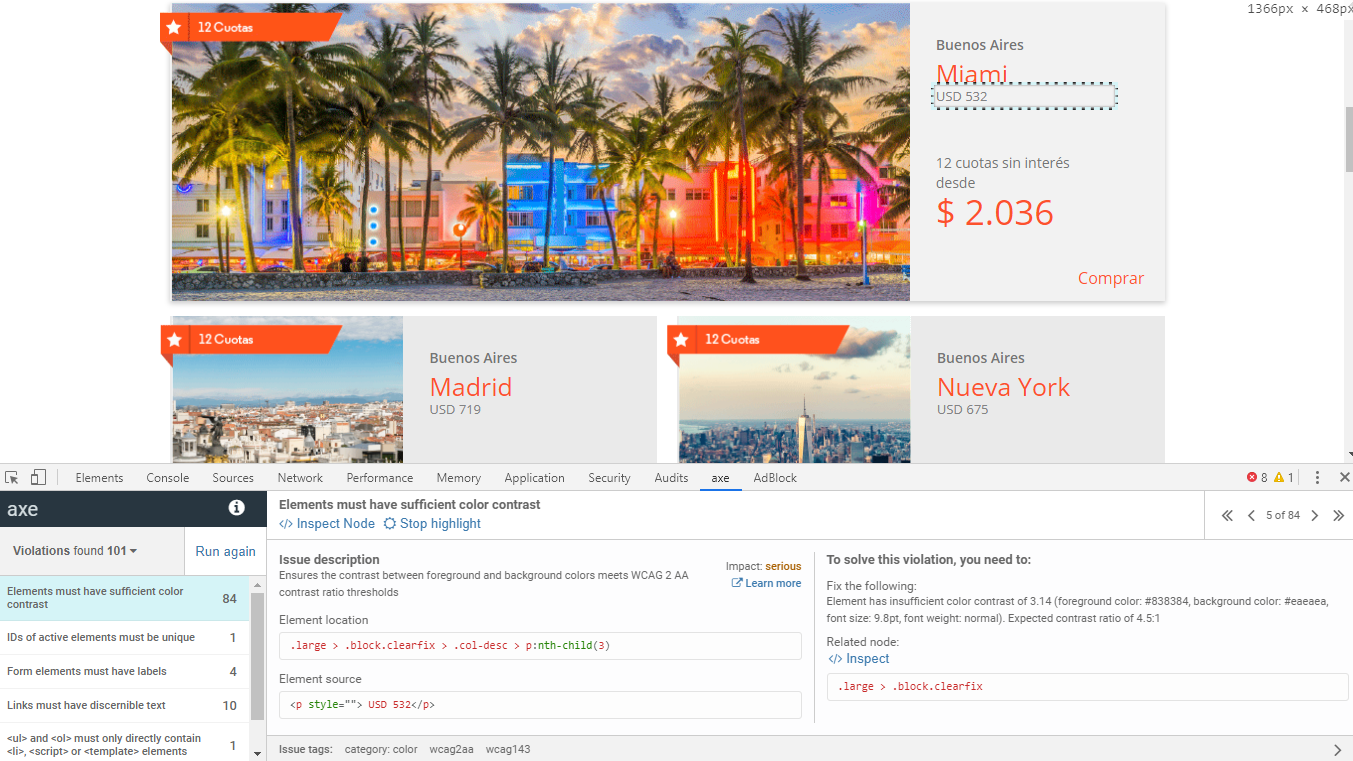 1366px × 468px
12 Cuotas
Buenos Aires
Miami
USD 532
12 cuotas sin interés
desde
$ 2.036
Comprar
12 Cuotas
Buenos Aires
Madrid
USD 719
12 Cuotas
Buenos Aires
Nueva York
USD 675
Elements Console Sources Network Performance Memory Application Security Audits axe AdBlock 8 1
axe
Violations found 101
Run again
Elements must have sufficient color
contrast
84
IDs of active elements must be unique 1
Form elements must have labels 4
Links must have discernible text 10
<ul> and <ol> must only directly contain
<li>, <script> or <template> elements
1
Elements must have sufficient color contrast
</> Inspect Node Stop highlight
5 of 84
Issue description
Ensures the contrast between foreground and background colors meets WCAG 2 AA
contrast ratio thresholds
Impact: serious
Learn more
Element location
.large > .block.clearfix > .col-desc > p:nth-child(3)
Element source
<p style=""> USD 532</p>
To solve this violation, you need to:
Fix the following:
Element has insufficient color contrast of 3.14 (foreground color: #838384, background color: #eaeaea,
font size: 9.8pt, font weight: normal). Expected contrast ratio of 4.5:1
Related node:
</> Inspect
.large > .block.clearfix
Issue tags: category: color wcag2aa wcag143